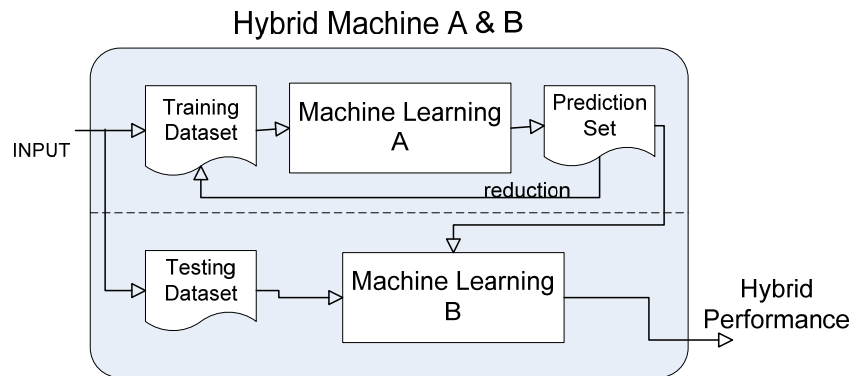 Hybrid Machine A & B
INPUT
Training
Dataset
Machine Learning
A
Prediction
Set
reduction
Testing
Dataset
Machine Learning
B
Hybrid
Performance